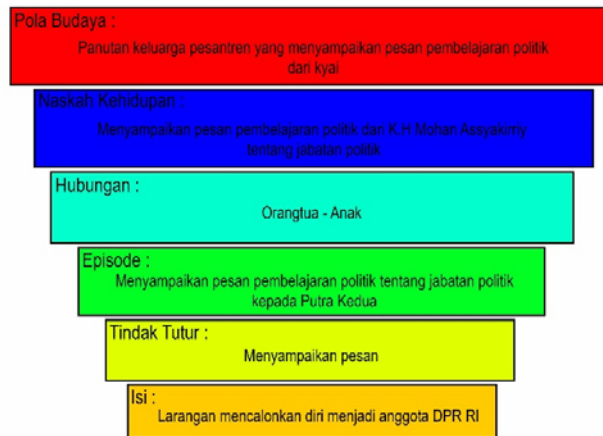 Pola Budaya :
Panutan keluarga pesantren yang menyampaikan pesan pembelajaran politik
dari kyai
Naskah Kehidupan :
Menyampaikan pesan pembelajaran politik dari K.H Mohan Assyakirny
tentang jabatan politik
Hubungan :
Orangtua - Anak
Episode :
Menyampaikan pesan pembelajaran politik tentang jabatan politik
kepada Putra Kedua
Tindak Tutur :
Menyampaikan pesan
Isi :
Larangan mencalonkan diri menjadi anggota DPR RI